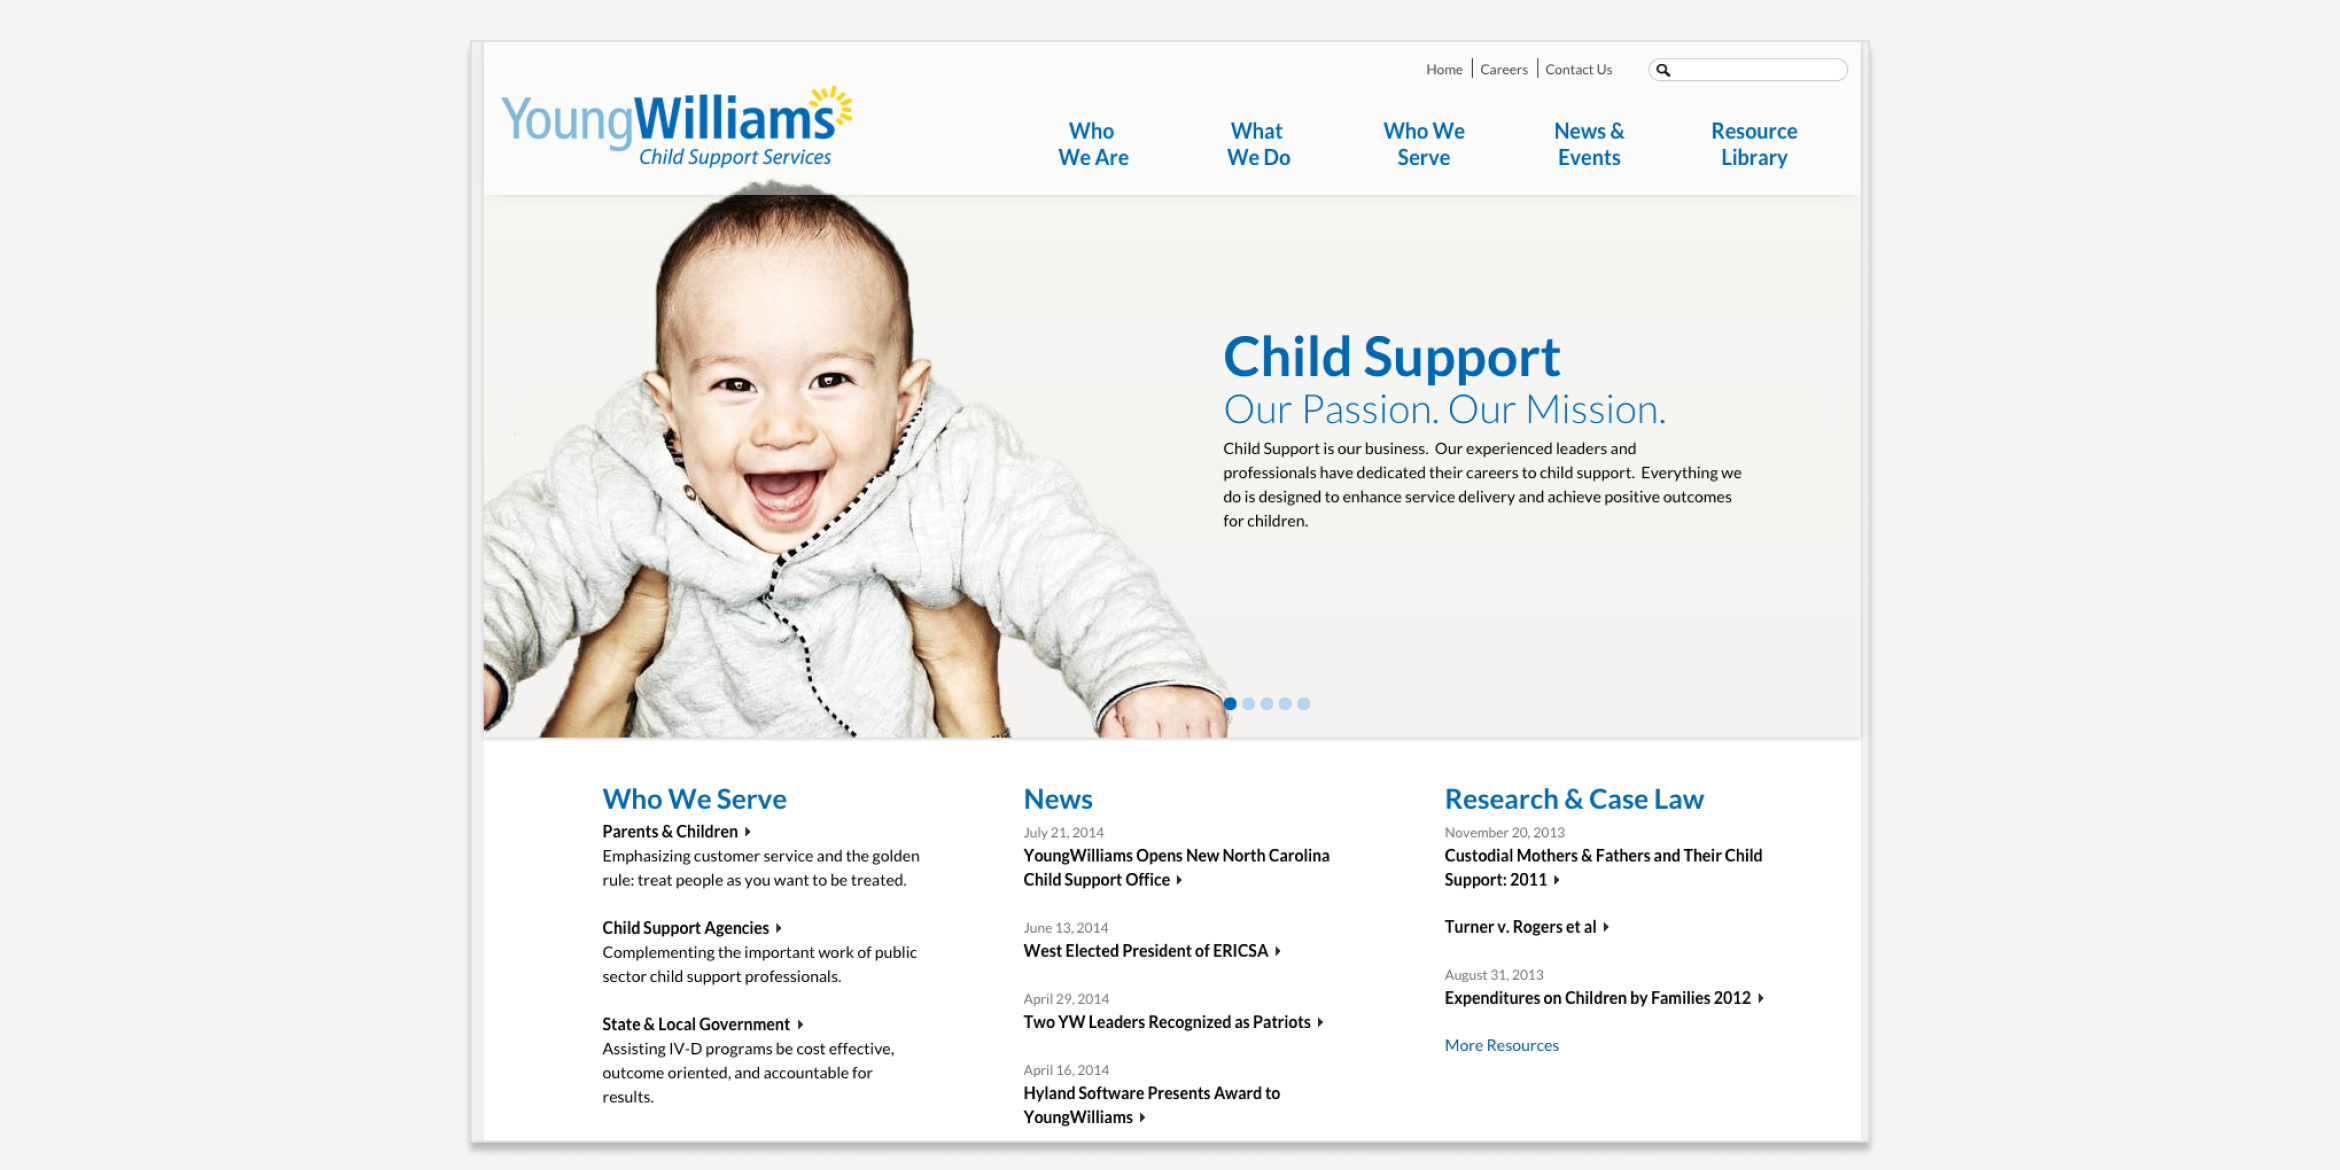 Home Careers Contact Us
YoungWilliams
Child Support Services
Who
We Are
What
We Do
Who We
Serve
News &
Events
Resource
Library
Child Support
Our Passion. Our Mission.
Child Support is our business.  Our experienced leaders and
professionals have dedicated their careers to child support.  Everything we
do is designed to enhance service delivery and achieve positive outcomes
for children.
Who We Serve
Parents & Children
Emphasizing customer service and the golden
rule: treat people as you want to be treated.
Child Support Agencies
Complementing the important work of public
sector child support professionals.
State & Local Government
Assisting IV-D programs be cost effective,
outcome oriented, and accountable for
results.
News
July 21, 2014
YoungWilliams Opens New North Carolina
Child Support Office
June 13, 2014
West Elected President of ERICSA
April 29, 2014
Two YW Leaders Recognized as Patriots
April 16, 2014
Hyland Software Presents Award to
YoungWilliams
Research & Case Law
November 20, 2013
Custodial Mothers & Fathers and Their Child
Support: 2011
Turner v. Rogers et al
August 31, 2013
Expenditures on Children by Families 2012
More Resources